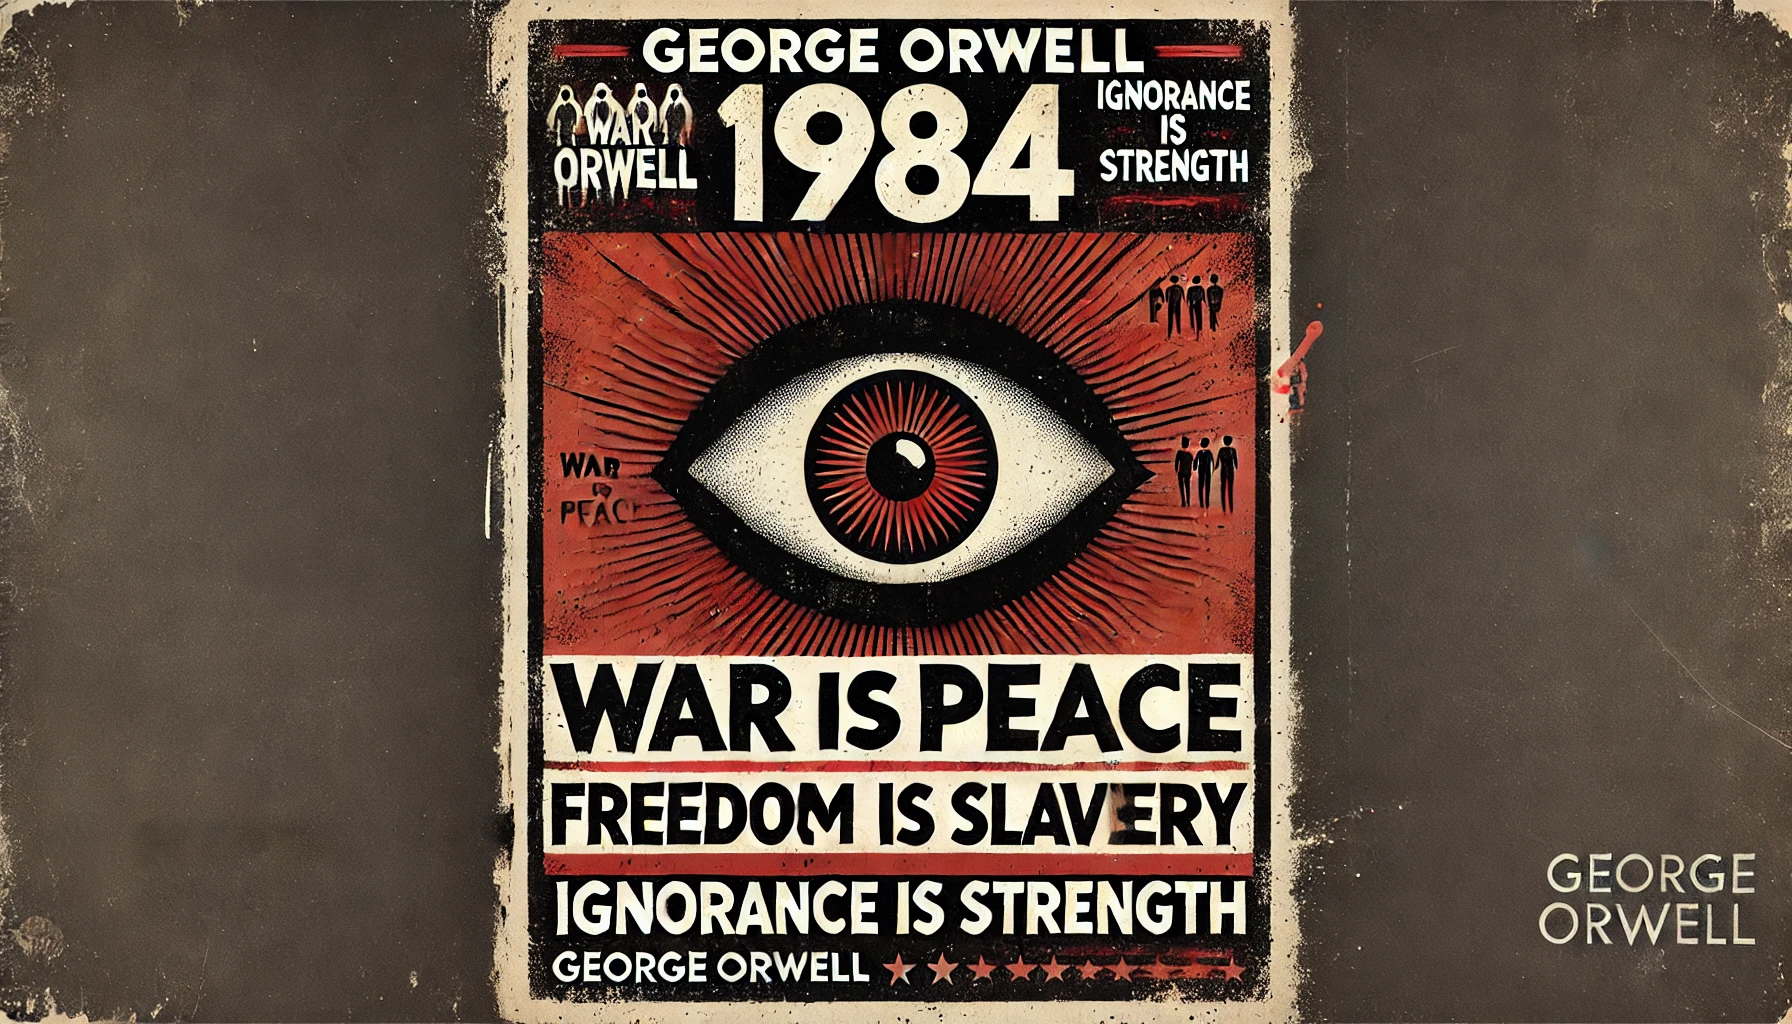 GEORGE ORWELL
WAR
ORWELL
1984
IGNORANCE
IS
STRENGTH
WAR
PEAC
WAR IS PEACE
FREEDOM IS SLAVERY
IGNORANCE IS STRENGTH
GEORGE ORWELL
GEORGE
ORWELL